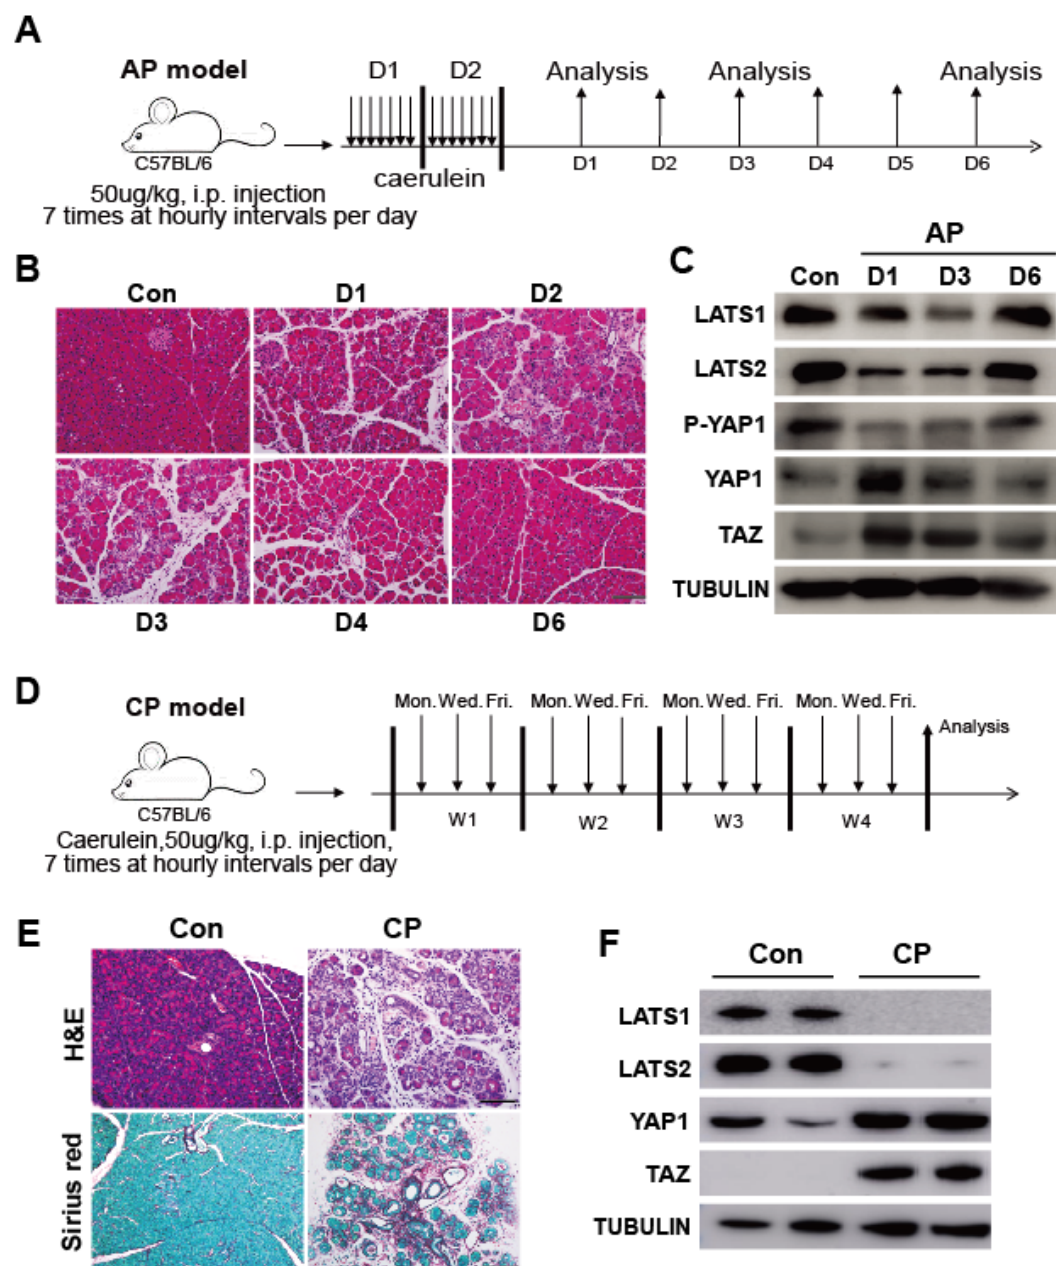 A
AP model
D1 D2
Analysis Analysis Analysis
C57BL/6
caerulein
D1 D2 D3 D4 D5 D6
50ug/kg, i.p. injection
7 times at hourly intervals per day
B
Con D1 D2
D3 D4 D6
C
AP
Con D1 D3 D6
LATS1
LATS2
P-YAP1
YAP1
TAZ
TUBULIN
D
CP model
Mon. Wed. Fri. Mon. Wed. Fri. Mon. Wed. Fri. Mon. Wed. Fri.
Analysis
C57BL/6
W1 W2 W3 W4
Caerulein,50ug/kg, i.p. injection,
7 times at hourly intervals per day
E
Con CP
H&E
Sirius red
F
Con CP
LATS1
LATS2
YAP1
TAZ
TUBULIN